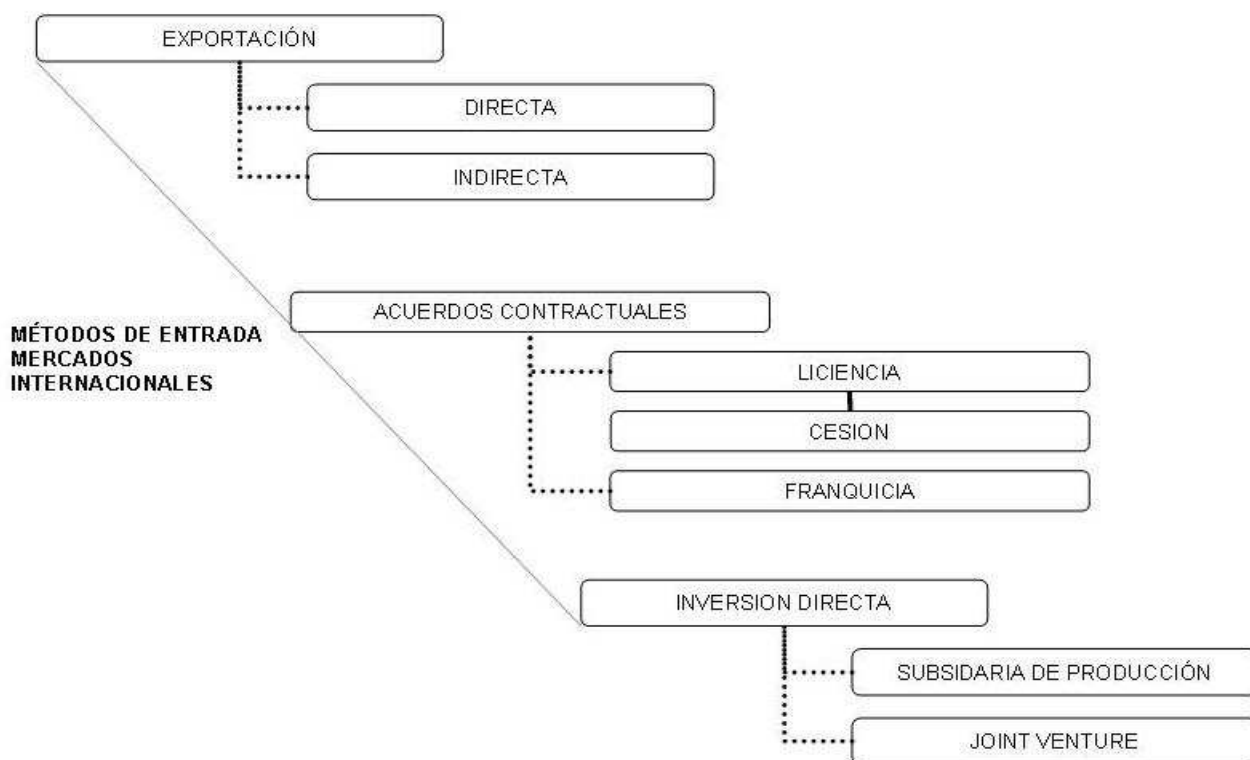 EXPORTACIÓN
DIRECTA
INDIRECTA
ACUERDOS CONTRACTUALES
MÉTODOS DE ENTRADA
MERCADOS
INTERNACIONALES
LICIENCIA
CESION
FRANQUICIA
INVERSION DIRECTA
SUBSIDARIA DE PRODUCCIÓN
JOINT VENTURE